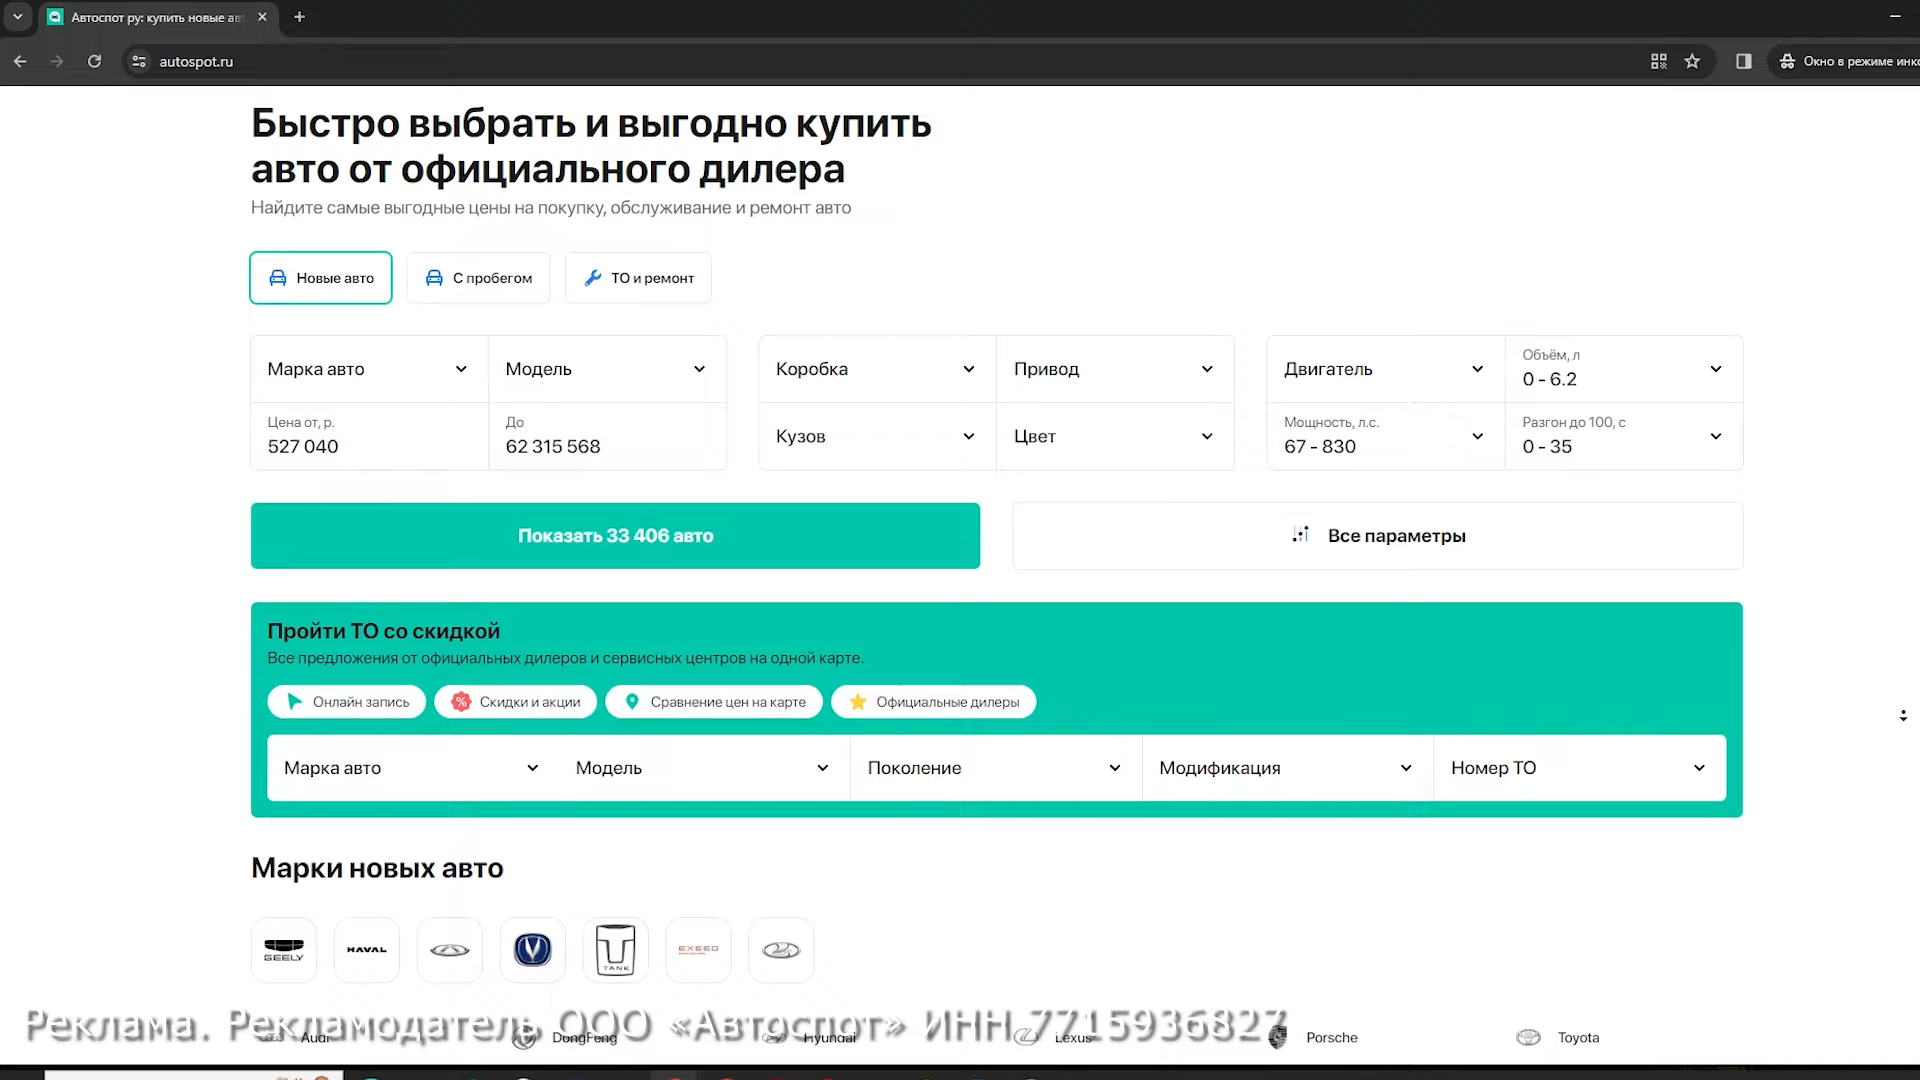 Автоспот ру: купить новые ав
autospot.ru
Окно в режиме инко
Быстро выбрать и выгодно купить
авто от официального дилера
Найдите самые выгодные цены на покупку, обслуживание и ремонт авто
Новые авто
С пробегом
ТО и ремонт
Марка авто
Модель
Коробка
Привод
Двигатель
Объём, л
0 - 6.2
Цена от, р.
527 040
До
62 315 568
Кузов
Цвет
Мощность, л.с.
67 - 830
Разгон до 100, с
0 - 35
Показать 33 406 авто
Все параметры
Пройти ТО со скидкой
Все предложения от официальных дилеров и сервисных центров на одной карте.
Онлайн запись
Скидки и акции
Сравнение цен на карте
Официальные дилеры
Марка авто
Модель
Поколение
Модификация
Номер ТО
Марки новых авто
GEELY
HAVAL
TANK
EXEED
Реклама. Рекламодатель ООО «Автоспот» ИНН 7715936827
Audi
DongFeng
Hyundai
Lexus
Porsche
Toyota